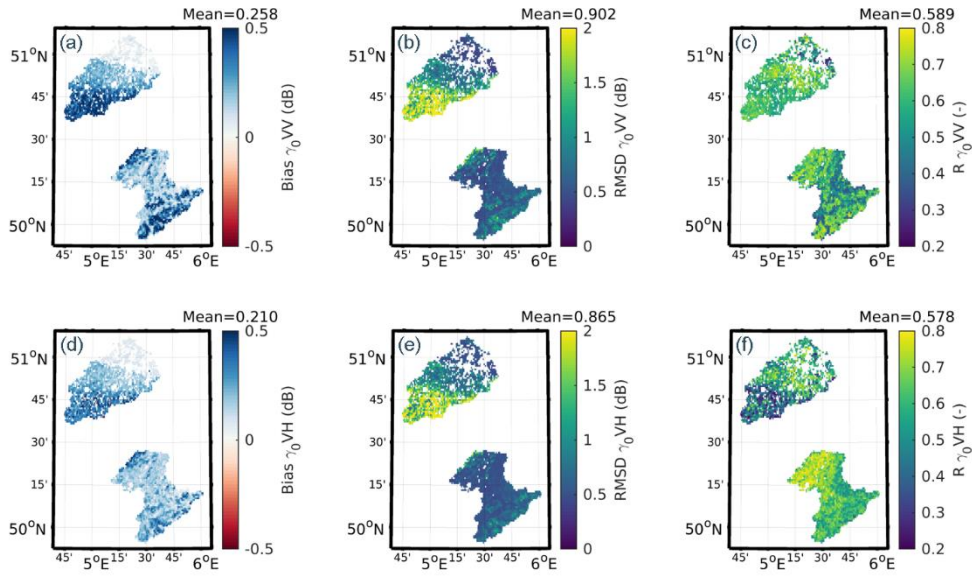 Mean=0.258
(a)
51°N
45'
30'
15'
50°N
45' 5°E 15' 30' 6°E
0.5
0
-0.5
Bias γ₀VV (dB)
Mean=0.902
(b)
51°N
45'
30'
15'
50°N
45' 5°E 15' 30' 6°E
2
1.5
1
0.5
0
RMSD γ₀VV (dB)
Mean=0.589
(c)
51°N
45'
30'
15'
50°N
45' 5°E 15' 30' 6°E
0.8
0.7
0.6
0.5
0.4
0.3
0.2
R γ₀VV (-)
Mean=0.210
(d)
51°N
45'
30'
15'
50°N
45' 5°E 15' 30' 6°E
0.5
0
-0.5
Bias γ₀VH (dB)
Mean=0.865
(e)
51°N
45'
30'
15'
50°N
45' 5°E 15' 30' 6°E
2
1.5
1
0.5
0
RMSD γ₀VH (dB)
Mean=0.578
(f)
51°N
45'
30'
15'
50°N
45' 5°E 15' 30' 6°E
0.8
0.7
0.6
0.5
0.4
0.3
0.2
R γ₀VH (-)